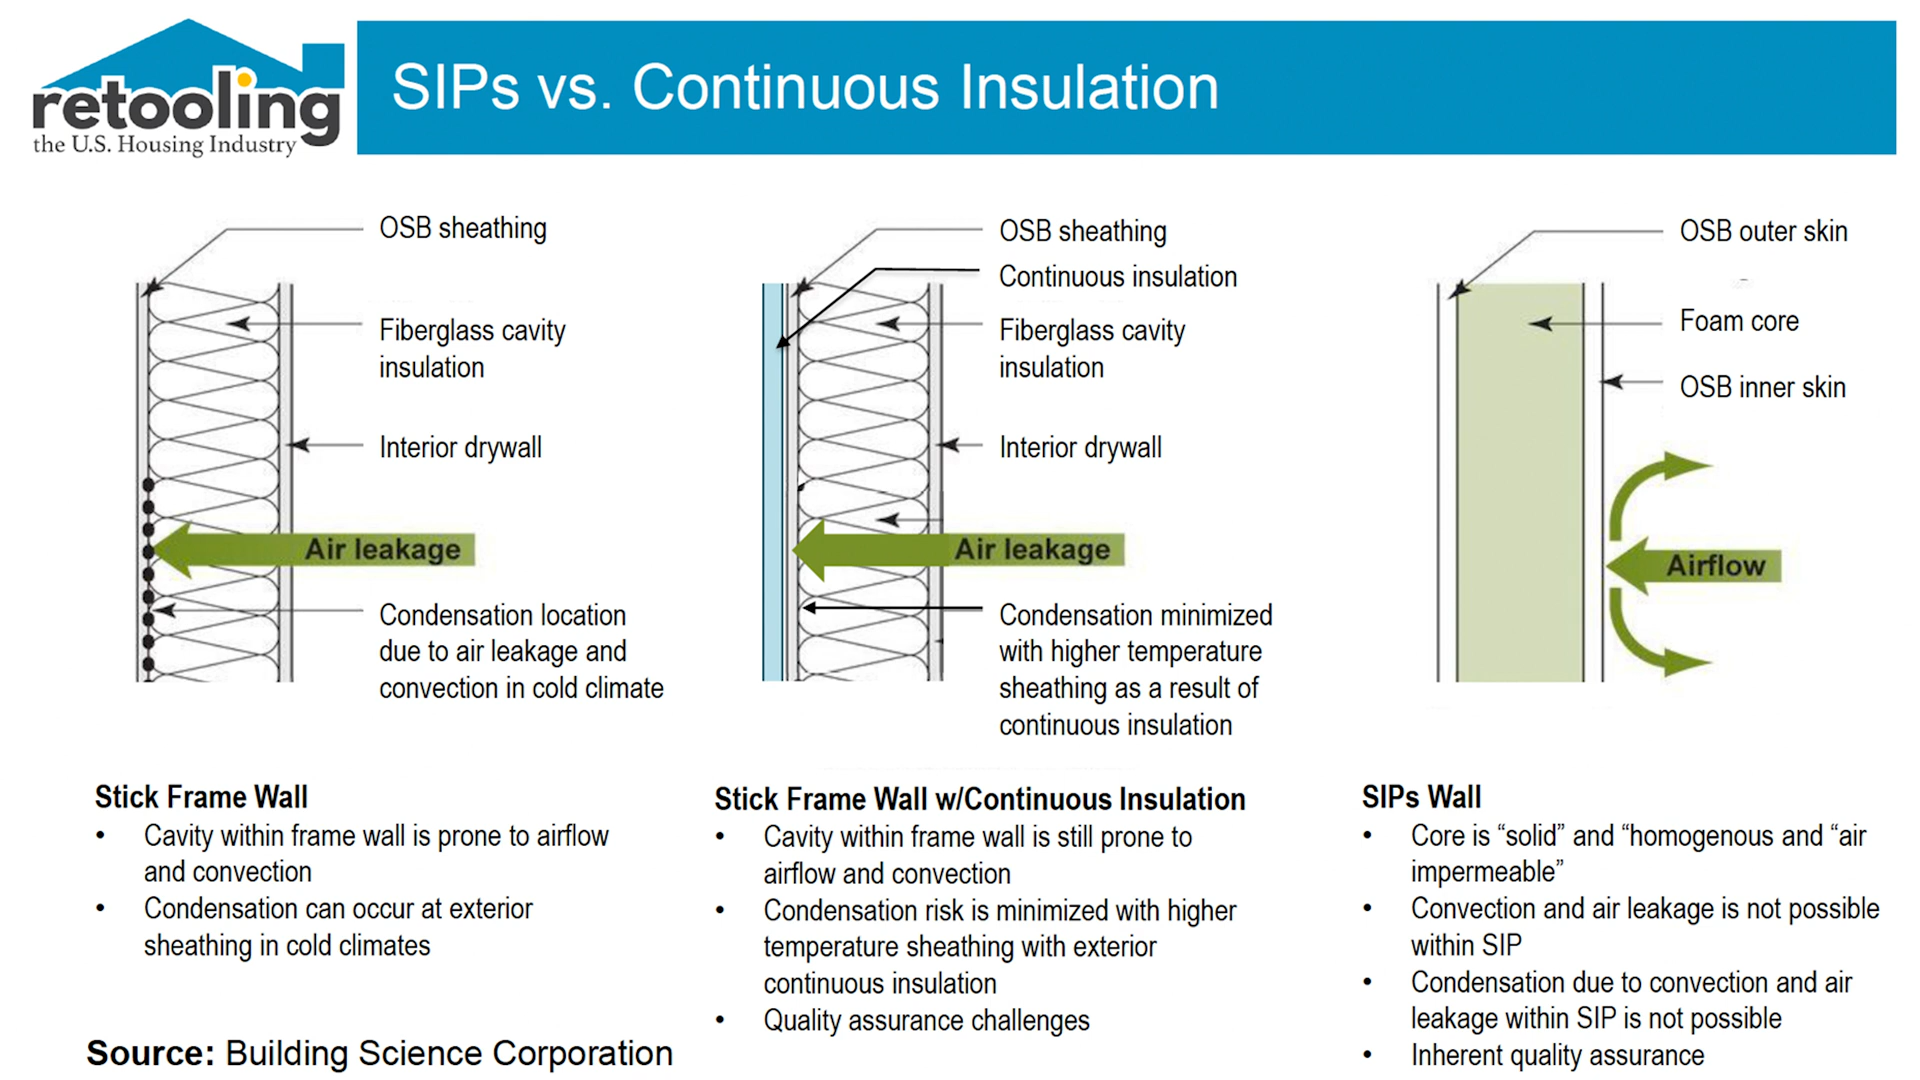 retooling
the U.S. Housing Industry
SIPs vs. Continuous Insulation
OSB sheathing
Fiberglass cavity
insulation
Interior drywall
Air leakage
Condensation location
due to air leakage and
convection in cold climate
OSB sheathing
Continuous insulation
Fiberglass cavity
insulation
Interior drywall
Air leakage
Condensation minimized
with higher temperature
sheathing as a result of
continuous insulation
OSB outer skin
Foam core
OSB inner skin
Airflow
Stick Frame Wall
• Cavity within frame wall is prone to airflow
and convection
• Condensation can occur at exterior
sheathing in cold climates
Stick Frame Wall w/Continuous Insulation
• Cavity within frame wall is still prone to
airflow and convection
• Condensation risk is minimized with higher
temperature sheathing with exterior
continuous insulation
• Quality assurance challenges
SIPs Wall
• Core is “solid” and “homogenous and “air
impermeable”
• Convection and air leakage is not possible
within SIP
• Condensation due to convection and air
leakage within SIP is not possible
• Inherent quality assurance
Source: Building Science Corporation